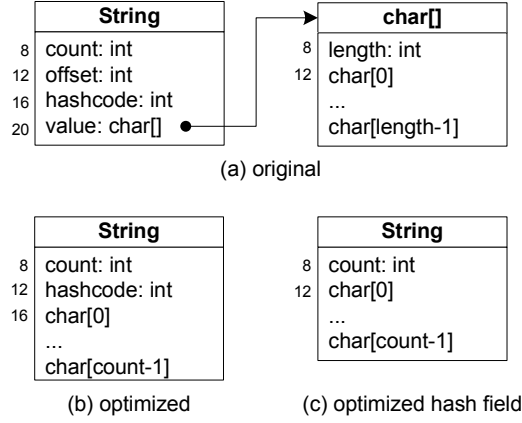 String
8 count: int
12 offset: int
16 hashcode: int
20 value: char[]
char[]
8 length: int
12 char[0]
...
char[length-1]
(a) original
String
8 count: int
12 hashcode: int
16 char[0]
...
char[count-1]
(b) optimized
String
8 count: int
12 char[0]
...
char[count-1]
(c) optimized hash field